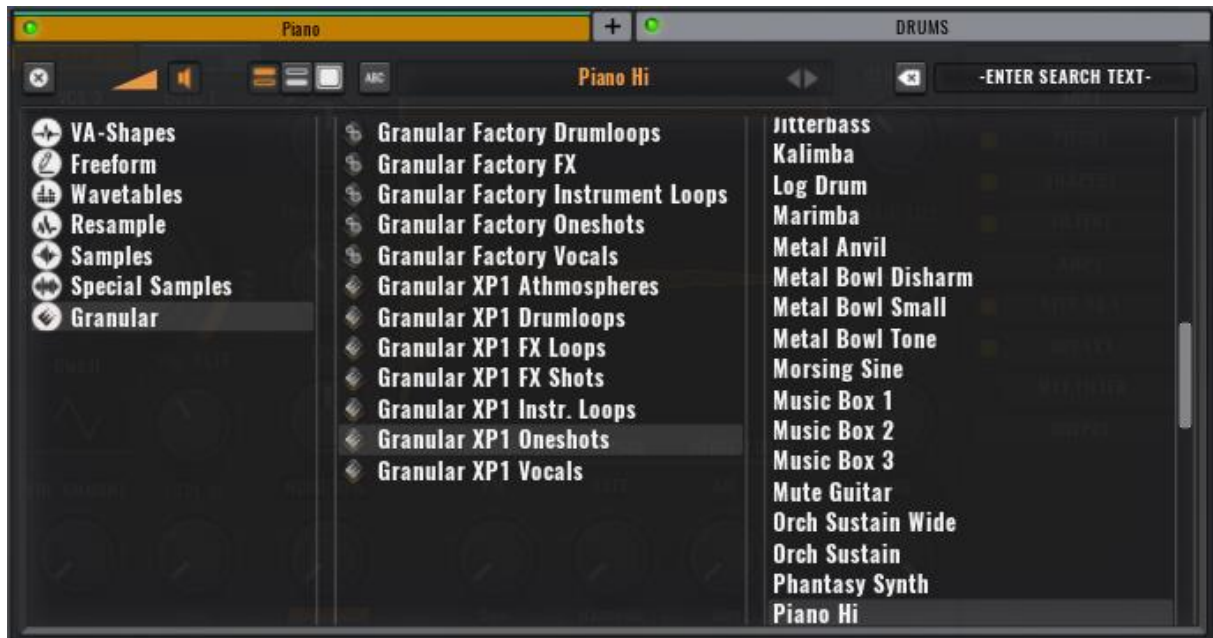 Piano
+
DRUMS
ABC
Piano Hi
-ENTER SEARCH TEXT-
VA-Shapes
Freeform
Wavetables
Resample
Samples
Special Samples
Granular
Granular Factory Drumloops
Granular Factory FX
Granular Factory Instrument Loops
Granular Factory Oneshots
Granular Factory Vocals
Granular XP1 Athmospheres
Granular XP1 Drumloops
Granular XP1 FX Loops
Granular XP1 FX Shots
Granular XP1 Instr. Loops
Granular XP1 Oneshots
Granular XP1 Vocals
Jitterbass
Kalimba
Log Drum
Marimba
Metal Anvil
Metal Bowl Disharm
Metal Bowl Small
Metal Bowl Tone
Morsing Sine
Music Box 1
Music Box 2
Music Box 3
Mute Guitar
Orch Sustain Wide
Orch Sustain
Phantasy Synth
Piano Hi